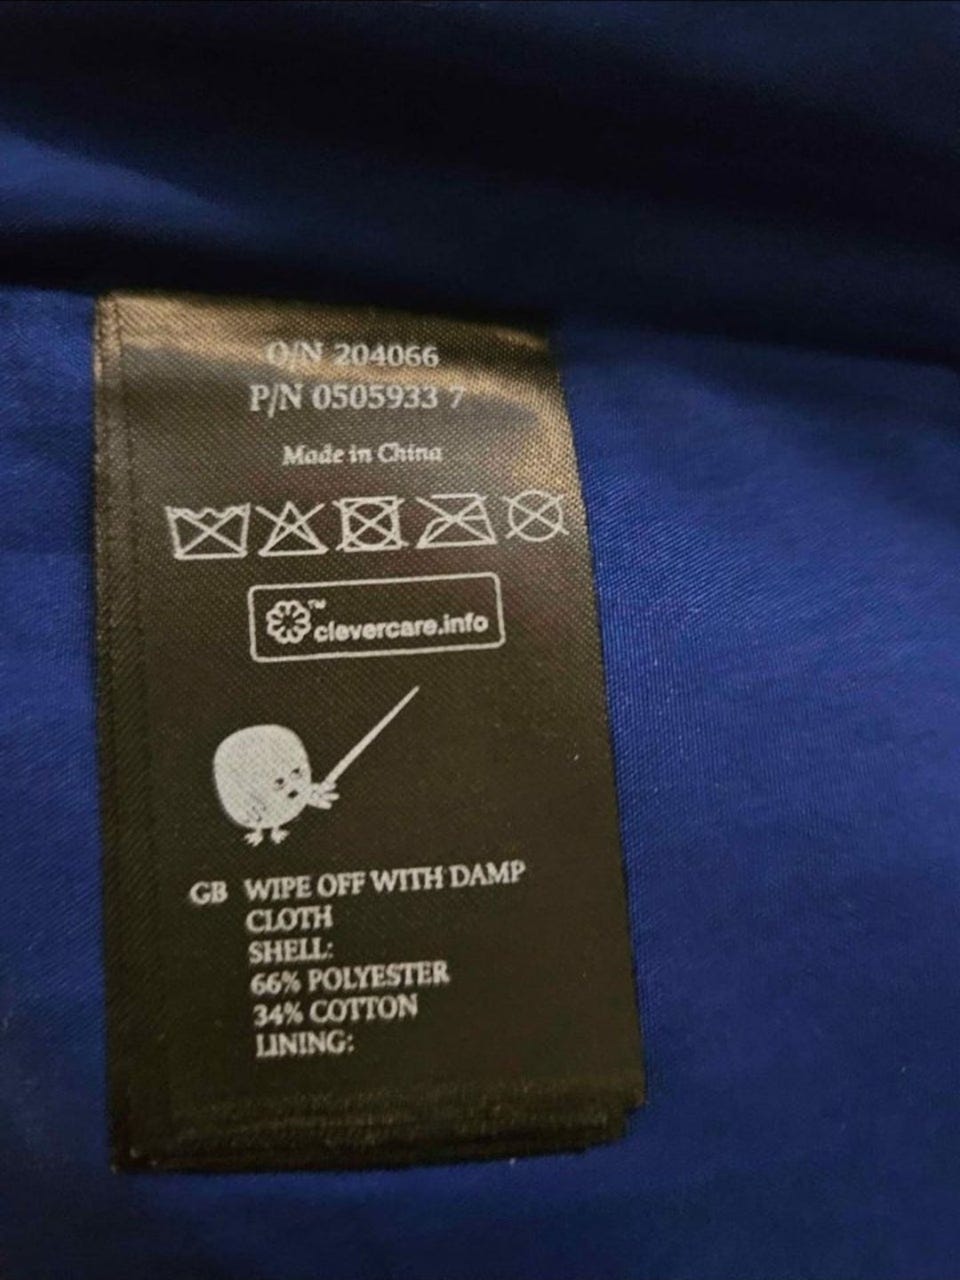 O/N 204066
P/N 0505933 7
Made in China
™
clevercare.info
GB WIPE OFF WITH DAMP
CLOTH
SHELL:
66% POLYESTER
34% COTTON
LINING: